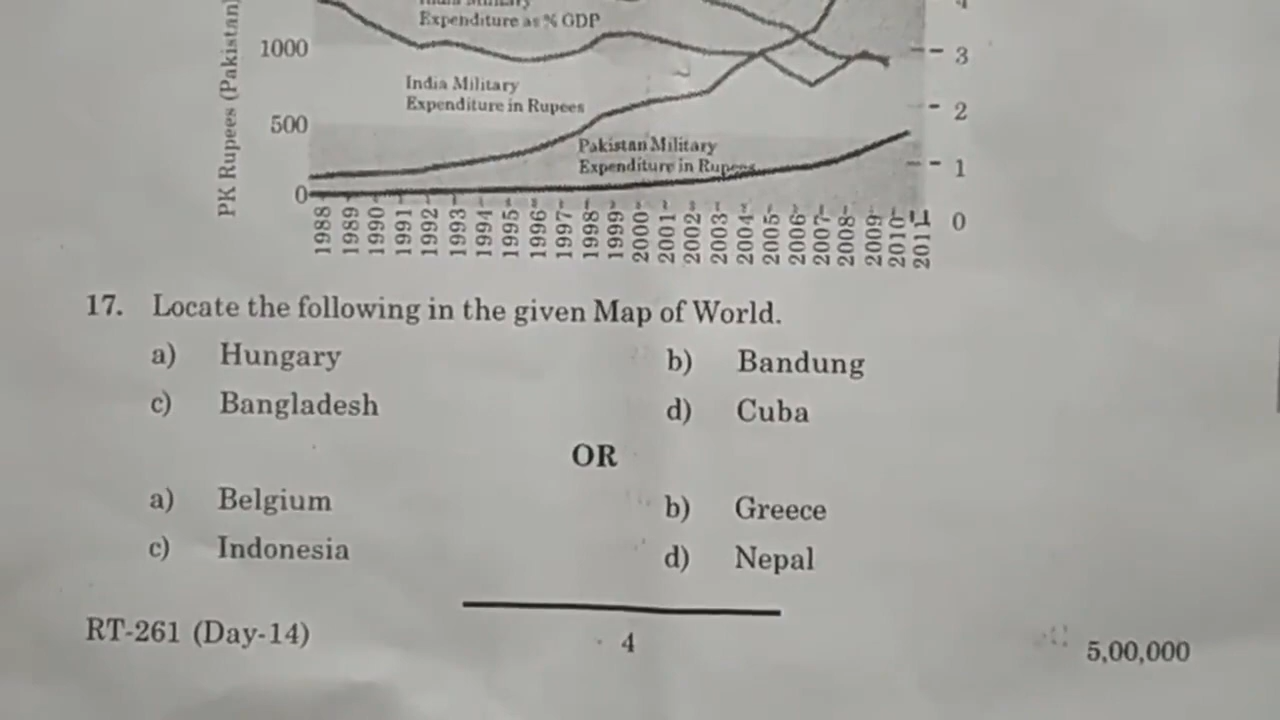 Expenditure as % GDP
4
PK Rupees (Pakistan)
1000
3
India Military
Expenditure in Rupees
2
500
Pakistan Military
Expenditure in Rupees
1
0
1988 1989 1990 1991 1992 1993 1994 1995 1996 1997 1998 1999 2000 2001 2002 2003 2004 2005 2006 2007 2008 2009 2010 2011
0
17. Locate the following in the given Map of World.
a) Hungary b) Bandung
c) Bangladesh d) Cuba
OR
a) Belgium b) Greece
c) Indonesia d) Nepal
RT-261 (Day-14) 4 5,00,000